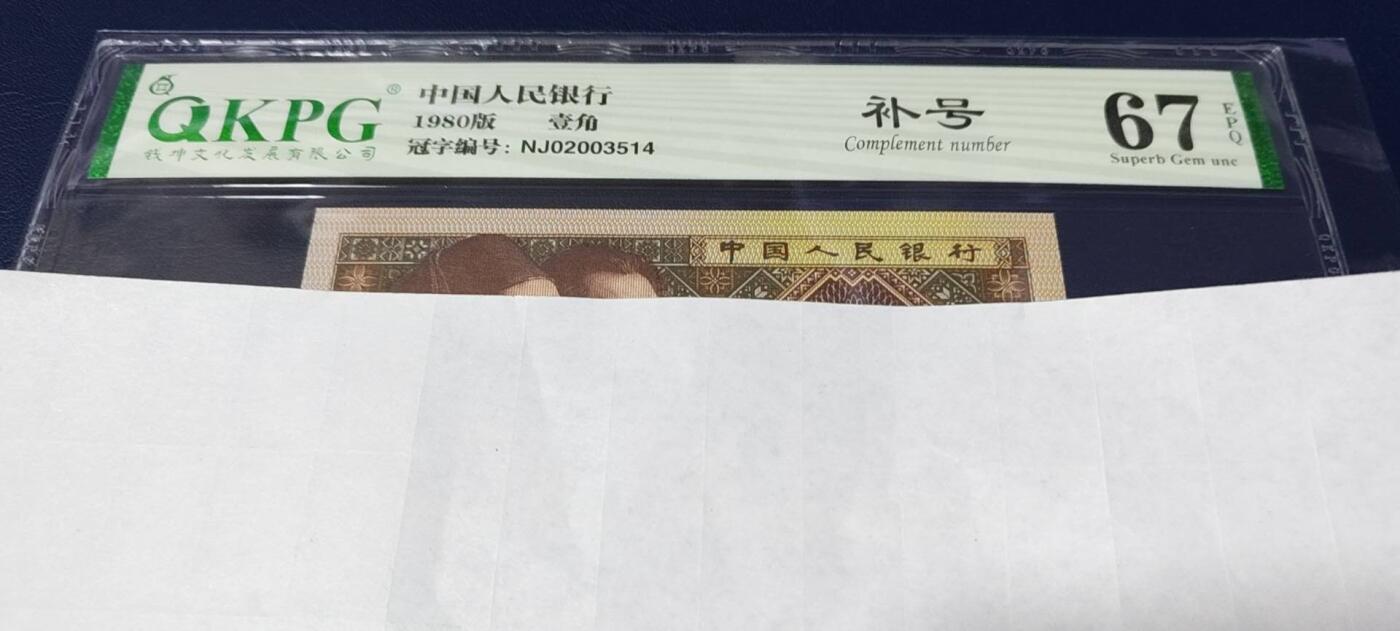 QKPG®
钱坤文化发展有限公司
中国人民银行
1980版 壹角
冠字编号: NJ02003514
补号
Complement number
67
EPQ
Superb Gem unc
中国人民银行